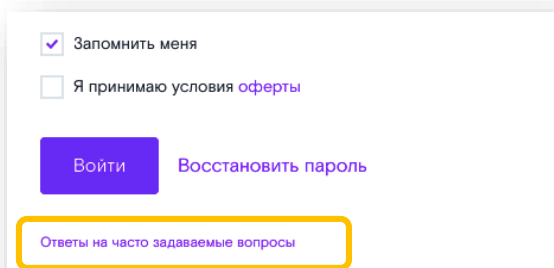 Запомнить меня
Я принимаю условия оферты
Войти Восстановить пароль
Ответы на часто задаваемые вопросы